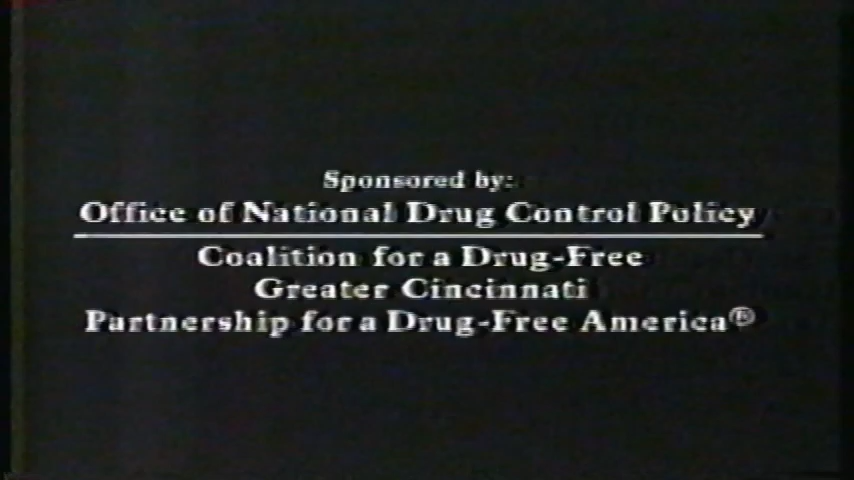 Sponsored by:
Office of National Drug Control Policy
Coalition for a Drug-Free
Greater Cincinnati
Partnership for a Drug-Free America®